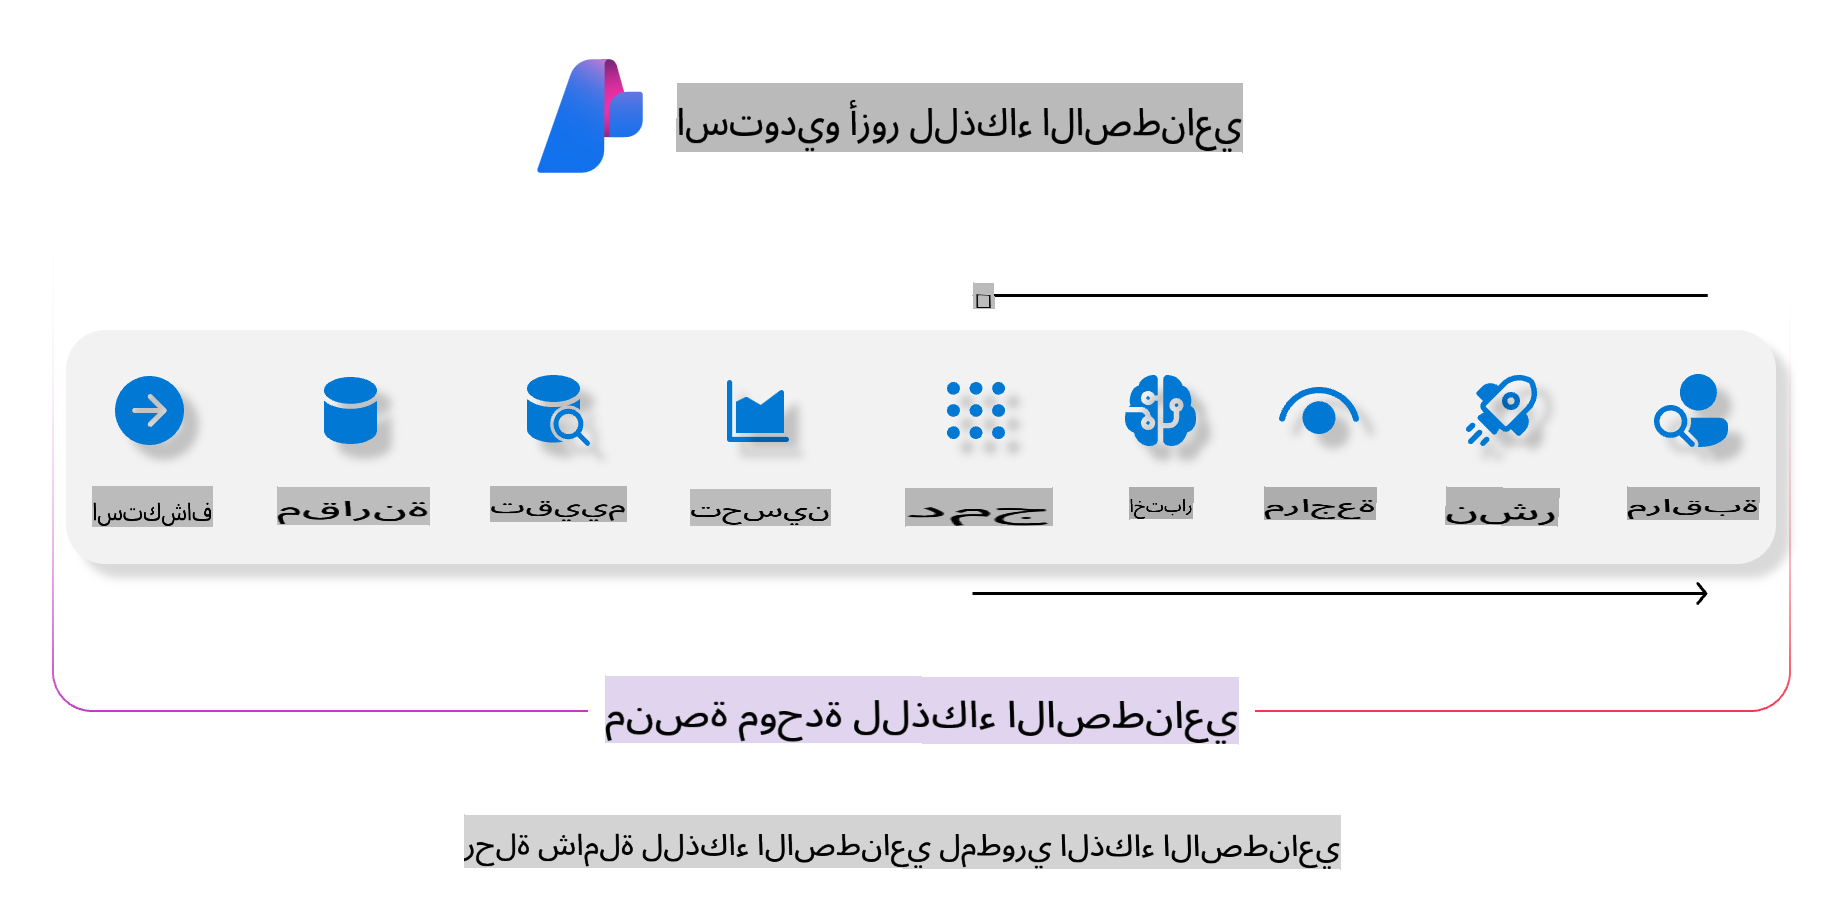 استوديو أزور للذكاء الاصطناعي
استكشاف
مقارنة
تقييم
تحسين
دمج
اختبار
مراجعة
نشر
مراقبة
منصة موحدة للذكاء الاصطناعي
رحلة شاملة للذكاء الاصطناعي لمطوري الذكاء الاصطناعي